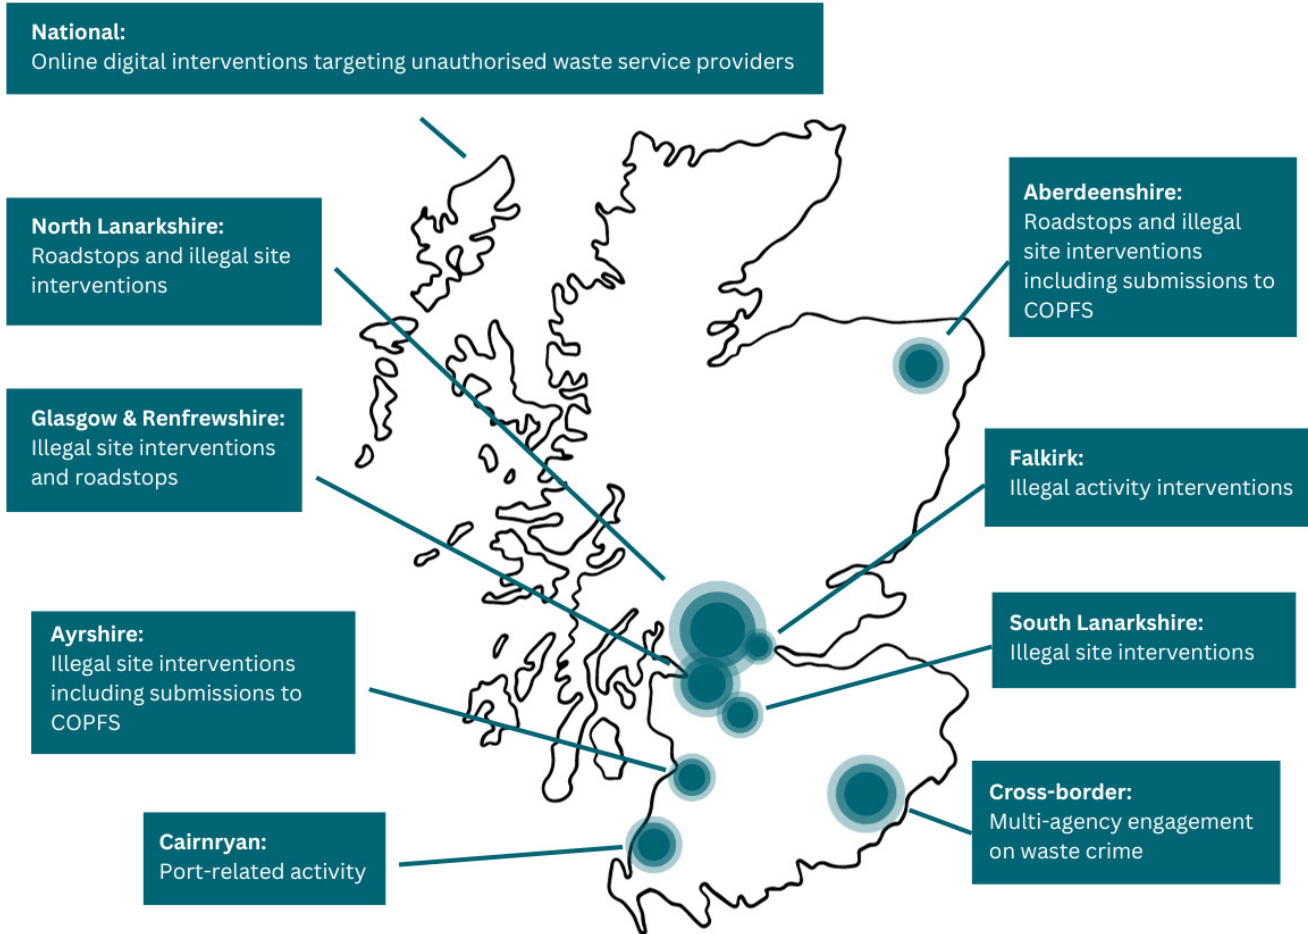 National:
Online digital interventions targeting unauthorised waste service providers
North Lanarkshire:
Roadstops and illegal site
interventions
Glasgow & Renfrewshire:
Illegal site interventions
and roadstops
Ayrshire:
Illegal site interventions
including submissions to
COPFS
Cairnryan:
Port-related activity
Aberdeenshire:
Roadstops and illegal
site interventions
including submissions to
COPFS
Falkirk:
Illegal activity interventions
South Lanarkshire:
Illegal site interventions
Cross-border:
Multi-agency engagement
on waste crime